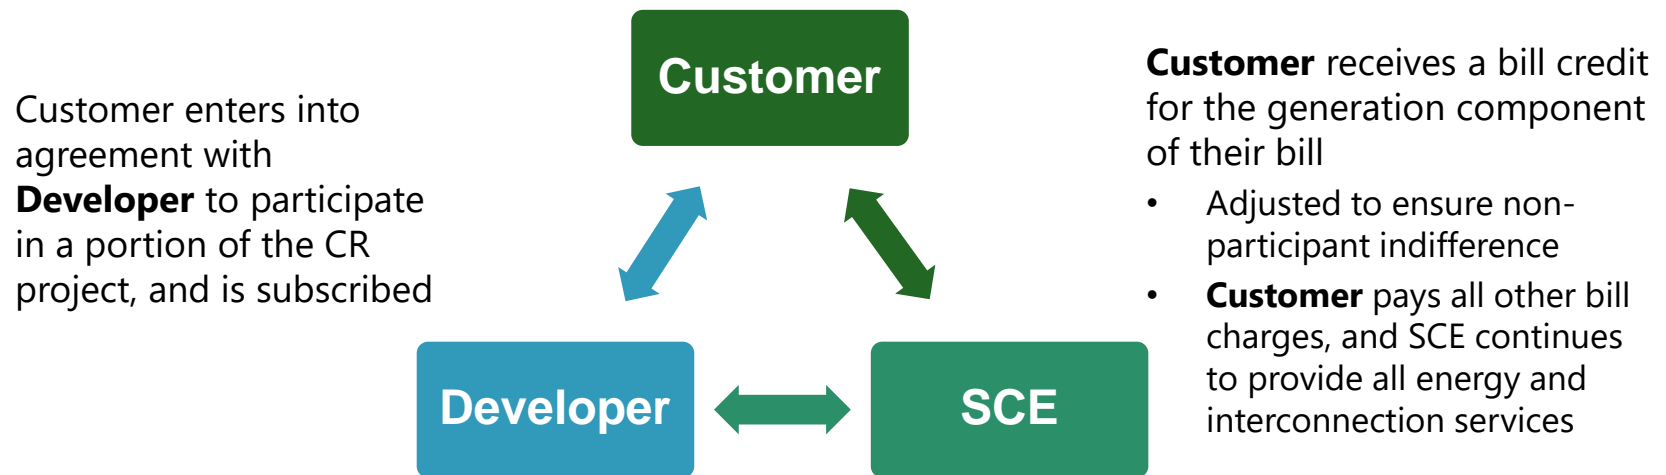 Customer
Customer enters into
agreement with
Developer to participate
in a portion of the CR
project, and is subscribed
Customer receives a bill credit
for the generation component
of their bill
• Adjusted to ensure non-
participant indifference
• Customer pays all other bill
charges, and SCE continues
to provide all energy and
interconnection services
Developer
SCE